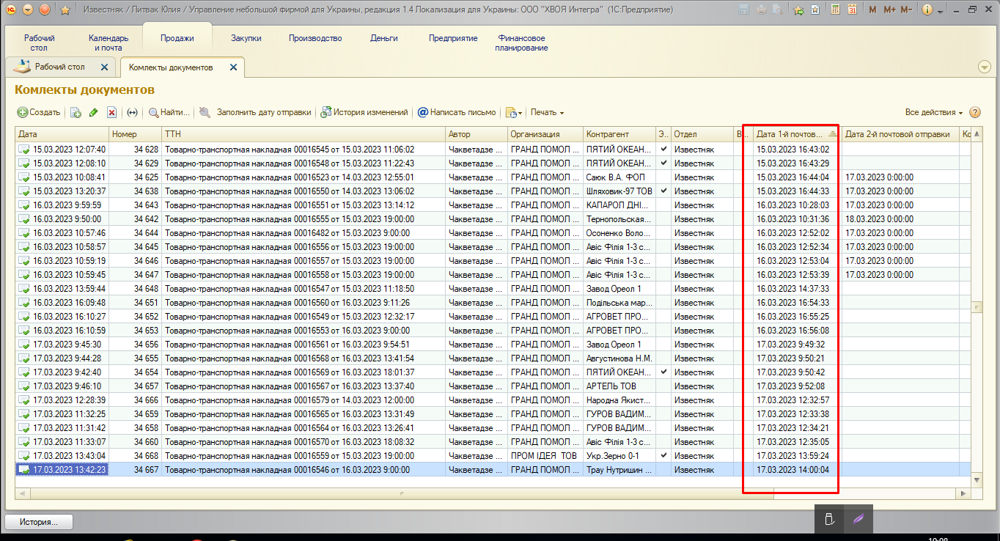 Известняк / Литвак Юлия / Управление небольшой фирмой для Украины, редакция 1.4 Локализация для Украины: ООО "ХВОЯ Интегра" (1С:Предприятие)
31 M M+ M-
Рабочий стол Календарь и почта Продажи Закупки Производство Деньги Предприятие Финансовое планирование
Рабочий стол Комлекты документов
Комлекты документов
Создать Найти... Заполнить дату отправки История изменений Написать письмо Печать Все действия
Дата Номер ТТН Автор Организация Контрагент Э.. Отдел В... Дата 1-й почтов... Дата 2-й почтовой отправки Ко
15.03.2023 12:07:40 34 628 Товарно-транспортная накладная 00016545 от 15.03.2023 11:06:02 Чакветадзе ... ГРАНД ПОМОЛ ... ПЯТИЙ ОКЕАН... Известняк 15.03.2023 16:43:02
15.03.2023 12:08:10 34 629 Товарно-транспортная накладная 00016548 от 15.03.2023 11:22:43 Чакветадзе ... ГРАНД ПОМОЛ ... ПЯТИЙ ОКЕАН... Известняк 15.03.2023 16:43:29
15.03.2023 10:08:41 34 625 Товарно-транспортная накладная 00016523 от 14.03.2023 12:55:01 Чакветадзе ... ГРАНД ПОМОЛ ... Саюк В.А. ФОП Известняк 15.03.2023 16:44:04 17.03.2023 0:00:00
15.03.2023 13:20:37 34 638 Товарно-транспортная накладная 00016550 от 14.03.2023 13:06:02 Чакветадзе ... ГРАНД ПОМОЛ ... Шляховик-97 ТОВ Известняк 15.03.2023 16:44:33 17.03.2023 0:00:00
16.03.2023 9:59:59 34 643 Товарно-транспортная накладная 00016551 от 15.03.2023 13:14:12 Чакветадзе ... ГРАНД ПОМОЛ ... КАПАРОЛ ДНІ... Известняк 16.03.2023 10:28:03 17.03.2023 0:00:00
16.03.2023 9:50:00 34 642 Товарно-транспортная накладная 00016555 от 15.03.2023 19:00:00 Чакветадзе ... ГРАНД ПОМОЛ ... Тернопольская... Известняк 16.03.2023 10:31:36 18.03.2023 0:00:00
16.03.2023 10:57:46 34 644 Товарно-транспортная накладная 00016482 от 15.03.2023 9:00:00 Чакветадзе ... ГРАНД ПОМОЛ ... Осоненко Воло... Известняк 16.03.2023 12:52:02 17.03.2023 0:00:00
16.03.2023 10:58:57 34 645 Товарно-транспортная накладная 00016556 от 15.03.2023 19:00:00 Чакветадзе ... ГРАНД ПОМОЛ ... Авіс Філія 1-3 с... Известняк 16.03.2023 12:52:34 17.03.2023 0:00:00
16.03.2023 10:59:19 34 646 Товарно-транспортная накладная 00016557 от 15.03.2023 19:00:00 Чакветадзе ... ГРАНД ПОМОЛ ... Авіс Філія 1-3 с... Известняк 16.03.2023 12:53:04 17.03.2023 0:00:00
16.03.2023 10:59:45 34 647 Товарно-транспортная накладная 00016558 от 15.03.2023 19:00:00 Чакветадзе ... ГРАНД ПОМОЛ ... Авіс Філія 1-3 с... Известняк 16.03.2023 12:53:39 17.03.2023 0:00:00
16.03.2023 13:59:44 34 648 Товарно-транспортная накладная 00016547 от 15.03.2023 11:18:50 Чакветадзе ... ГРАНД ПОМОЛ ... Завод Ореол 1 Известняк 16.03.2023 14:37:33
16.03.2023 16:09:48 34 651 Товарно-транспортная накладная 00016560 от 16.03.2023 9:11:26 Чакветадзе ... ГРАНД ПОМОЛ ... Подільська мар... Известняк 16.03.2023 16:54:33
16.03.2023 16:10:27 34 652 Товарно-транспортная накладная 00016549 от 15.03.2023 12:32:17 Чакветадзе ... ГРАНД ПОМОЛ ... АГРОВЕТ ПРО... Известняк 16.03.2023 16:55:25
16.03.2023 16:10:59 34 653 Товарно-транспортная накладная 00016553 от 16.03.2023 9:00:00 Чакветадзе ... ГРАНД ПОМОЛ ... АГРОВЕТ ПРО... Известняк 16.03.2023 16:56:08
17.03.2023 9:45:30 34 656 Товарно-транспортная накладная 00016561 от 16.03.2023 9:54:51 Чакветадзе ... ГРАНД ПОМОЛ ... Завод Ореол 1 Известняк 17.03.2023 9:49:32
17.03.2023 9:44:28 34 655 Товарно-транспортная накладная 00016568 от 16.03.2023 13:41:54 Чакветадзе ... ГРАНД ПОМОЛ ... Августинова Н.М. Известняк 17.03.2023 9:50:21
17.03.2023 9:42:40 34 654 Товарно-транспортная накладная 00016569 от 16.03.2023 18:01:37 Чакветадзе ... ГРАНД ПОМОЛ ... ПЯТИЙ ОКЕАН... Известняк 17.03.2023 9:50:42
17.03.2023 9:46:10 34 657 Товарно-транспортная накладная 00016567 от 16.03.2023 13:37:40 Чакветадзе ... ГРАНД ПОМОЛ ... АРТЕЛЬ ТОВ Известняк 17.03.2023 9:52:08
17.03.2023 12:28:39 34 666 Товарно-транспортная накладная 00016579 от 14.03.2023 12:00:00 Чакветадзе ... ГРАНД ПОМОЛ ... Народна Якист... Известняк 17.03.2023 12:32:57
17.03.2023 11:32:25 34 659 Товарно-транспортная накладная 00016565 от 16.03.2023 13:31:49 Чакветадзе ... ГРАНД ПОМОЛ ... ГУРОВ ВАДИМ... Известняк 17.03.2023 12:33:38
17.03.2023 11:31:42 34 658 Товарно-транспортная накладная 00016564 от 16.03.2023 13:26:41 Чакветадзе ... ГРАНД ПОМОЛ ... ГУРОВ ВАДИМ... Известняк 17.03.2023 12:34:21
17.03.2023 11:33:07 34 660 Товарно-транспортная накладная 00016570 от 16.03.2023 18:08:32 Чакветадзе ... ГРАНД ПОМОЛ ... Авіс Філія 1-3 с... Известняк 17.03.2023 12:35:05
17.03.2023 13:43:04 34 668 Товарно-транспортная накладная 00016559 от 15.03.2023 19:00:00 Чакветадзе ... ПРОМ ІДЕЯ ТОВ Укр.Зерно 0-1 Известняк 17.03.2023 13:59:24
17.03.2023 13:42:23 34 667 Товарно-транспортная накладная 00016546 от 16.03.2023 9:00:00 Чакветадзе ... ГРАНД ПОМОЛ ... Трау Нутришин ... Известняк 17.03.2023 14:00:04
История...